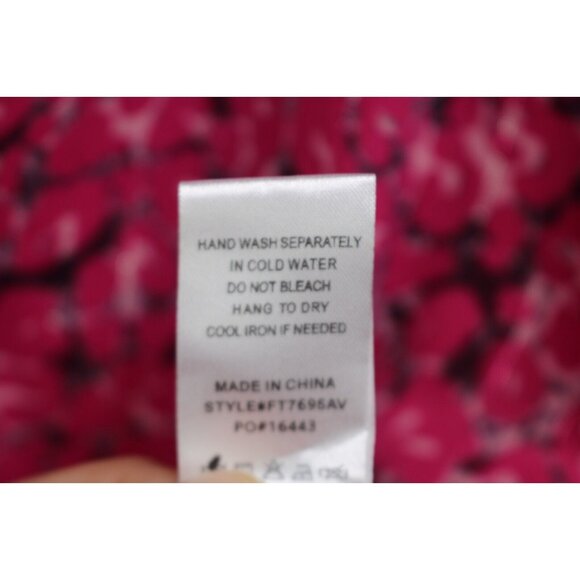 HAND WASH SEPARATELY
IN COLD WATER
DO NOT BLEACH
HANG TO DRY
COOL IRON IF NEEDED
MADE IN CHINA
STYLE#FT7695AV
PO#16443